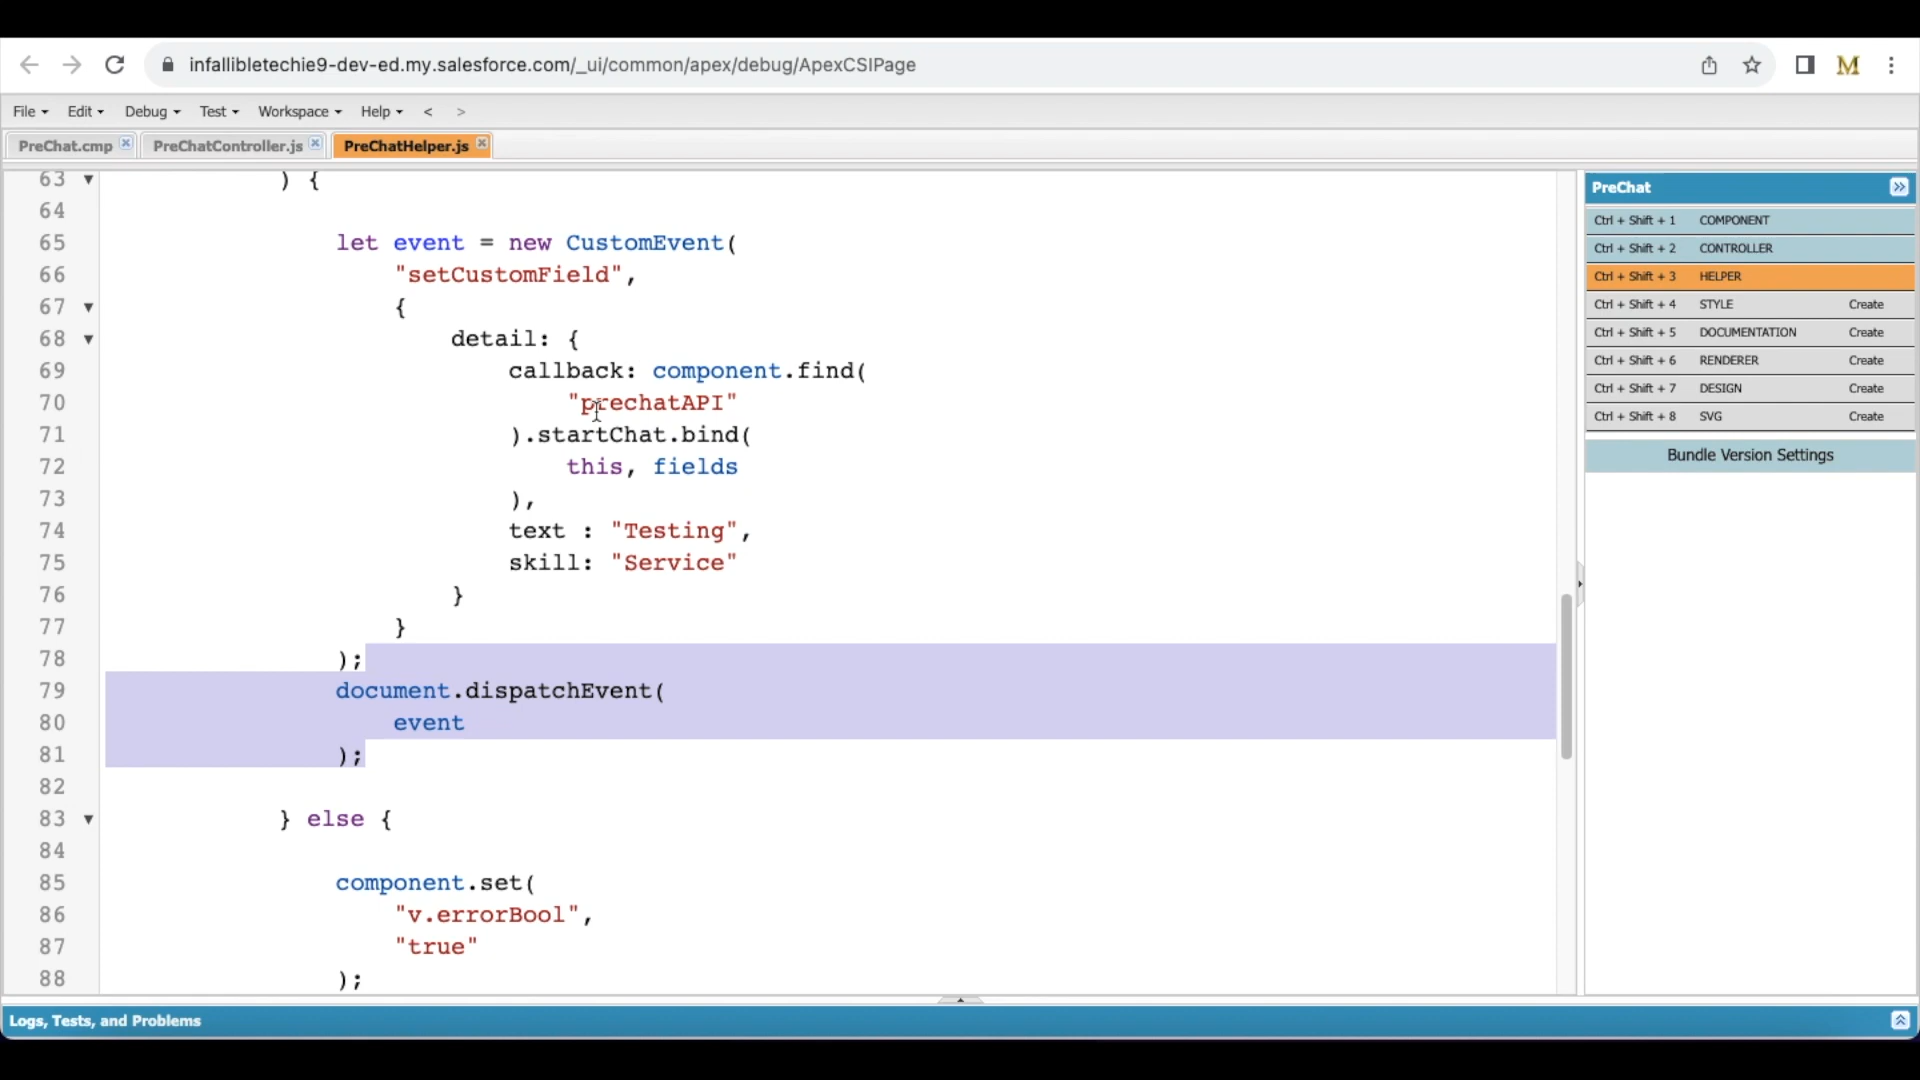 infallibletechie9-dev-ed.my.salesforce.com/_ui/common/apex/debug/ApexCSIPage
M
File Edit Debug Test Workspace Help < >
PreChat.cmp PreChatController.js PreChatHelper.js
63 ) {
64
65 let event = new CustomEvent(
66 "setCustomField",
67 {
68 detail: {
69 callback: component.find(
70 "prechatAPI"
71 ).startChat.bind(
72 this, fields
73 ),
74 text : "Testing",
75 skill: "Service"
76 }
77 }
78 );
79 document.dispatchEvent(
80 event
81 );
82
83 } else {
84
85 component.set(
86 "v.errorBool",
87 "true"
88 );
PreChat
Ctrl + Shift + 1 COMPONENT
Ctrl + Shift + 2 CONTROLLER
Ctrl + Shift + 3 HELPER
Ctrl + Shift + 4 STYLE Create
Ctrl + Shift + 5 DOCUMENTATION Create
Ctrl + Shift + 6 RENDERER Create
Ctrl + Shift + 7 DESIGN Create
Ctrl + Shift + 8 SVG Create
Bundle Version Settings
Logs, Tests, and Problems